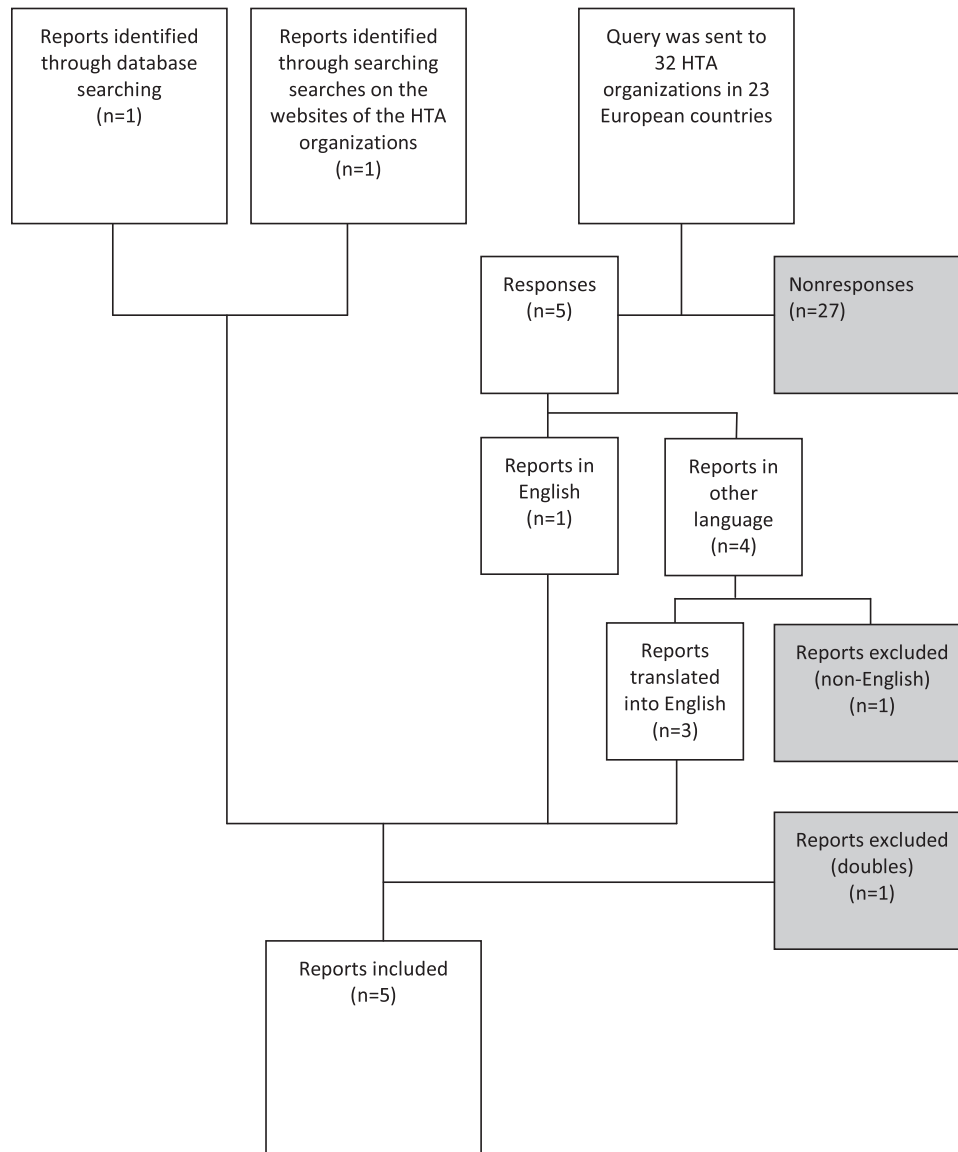 Reports identified
through database
searching
(n=1)
Reports identified
through searching
searches on the
websites of the HTA
organizations
(n=1)
Query was sent to
32 HTA
organizations in 23
European countries
Responses
(n=5)
Nonresponses
(n=27)
Reports in
English
(n=1)
Reports in
other
language
(n=4)
Reports
translated
into English
(n=3)
Reports excluded
(non-English)
(n=1)
Reports excluded
(doubles)
(n=1)
Reports included
(n=5)